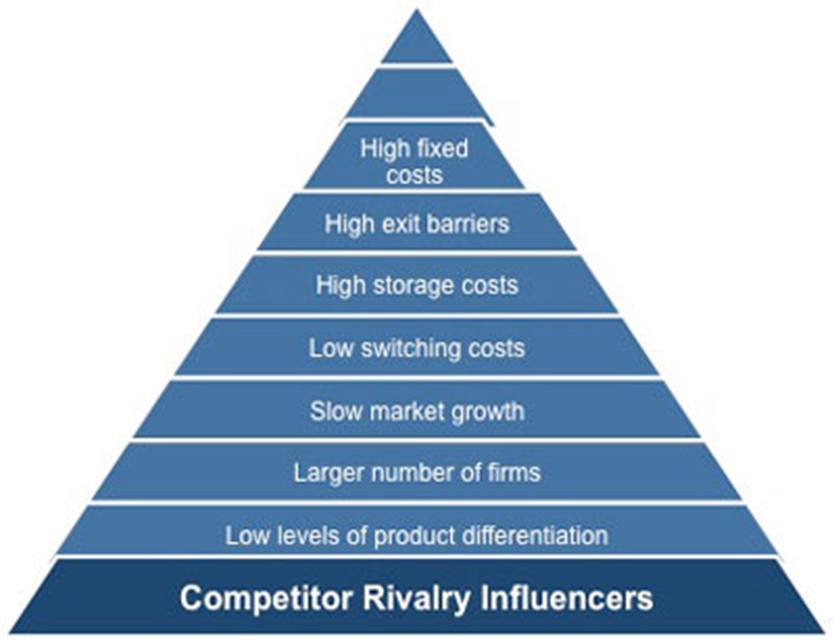 High fixed
costs
High exit barriers
High storage costs
Low switching costs
Slow market growth
Larger number of firms
Low levels of product differentiation
Competitor Rivalry Influencers